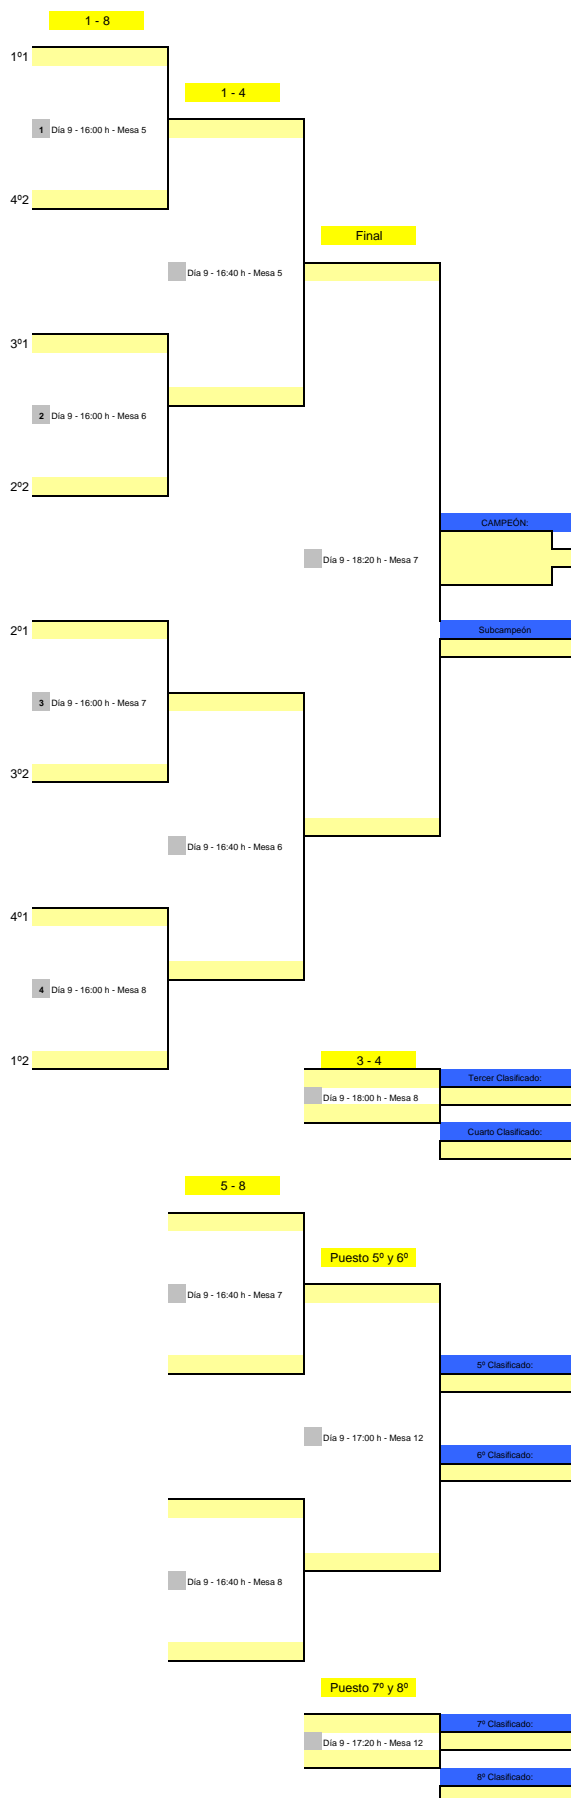 1 - 8
1º1
1 - 4
1 Día 9 - 16:00 h - Mesa 5
4º2
Final
Día 9 - 16:40 h - Mesa 5
3º1
2 Día 9 - 16:00 h - Mesa 6
2º2
CAMPEÓN:
Día 9 - 18:20 h - Mesa 7
2º1
Subcampeón
3 Día 9 - 16:00 h - Mesa 7
3º2
Día 9 - 16:40 h - Mesa 6
4º1
4 Día 9 - 16:00 h - Mesa 8
1º2
3 - 4
Tercer Clasificado:
Día 9 - 18:00 h - Mesa 8
Cuarto Clasificado:
5 - 8
Puesto 5º y 6º
Día 9 - 16:40 h - Mesa 7
5º Clasificado:
Día 9 - 17:00 h - Mesa 12
6º Clasificado:
Día 9 - 16:40 h - Mesa 8
Puesto 7º y 8º
7º Clasificado:
Día 9 - 17:20 h - Mesa 12
8º Clasificado: